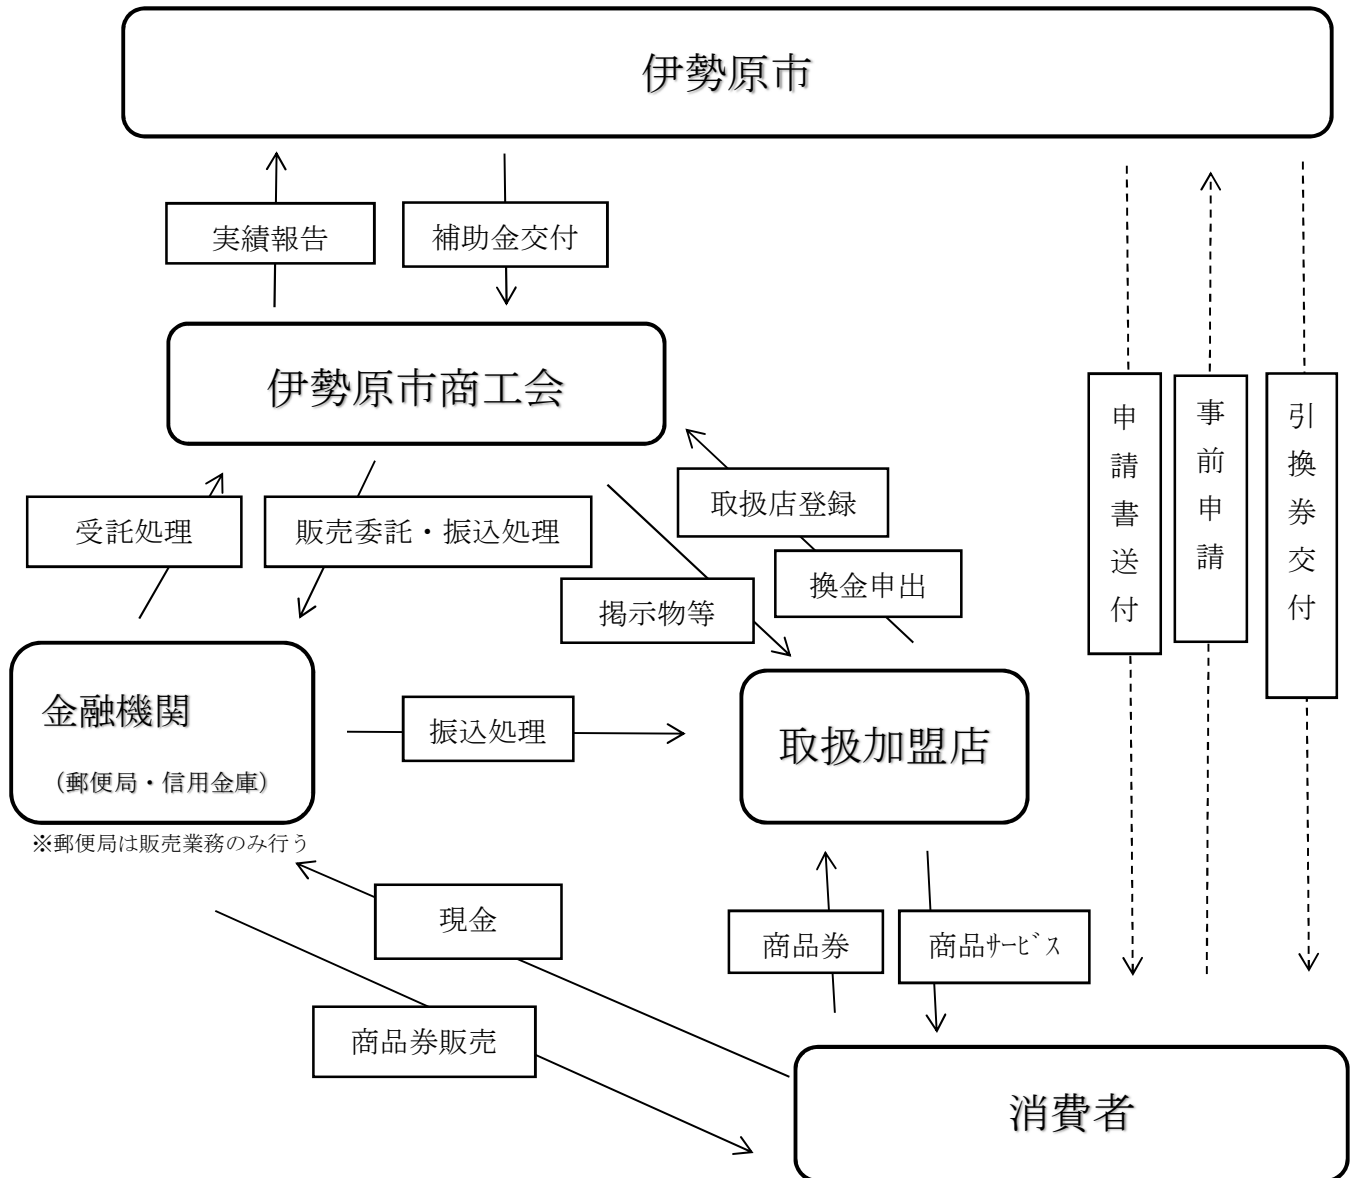 伊勢原市
実績報告
補助金交付
伊勢原市商工会
申請書送付
事前申請
引換券交付
取扱店登録
受託処理
販売委託・振込処理
換金申出
掲示物等
金融機関
（郵便局・信用金庫）
※郵便局は販売業務のみ行う
振込処理
取扱加盟店
現金
商品券
商品ｻｰﾋﾞｽ
商品券販売
消費者